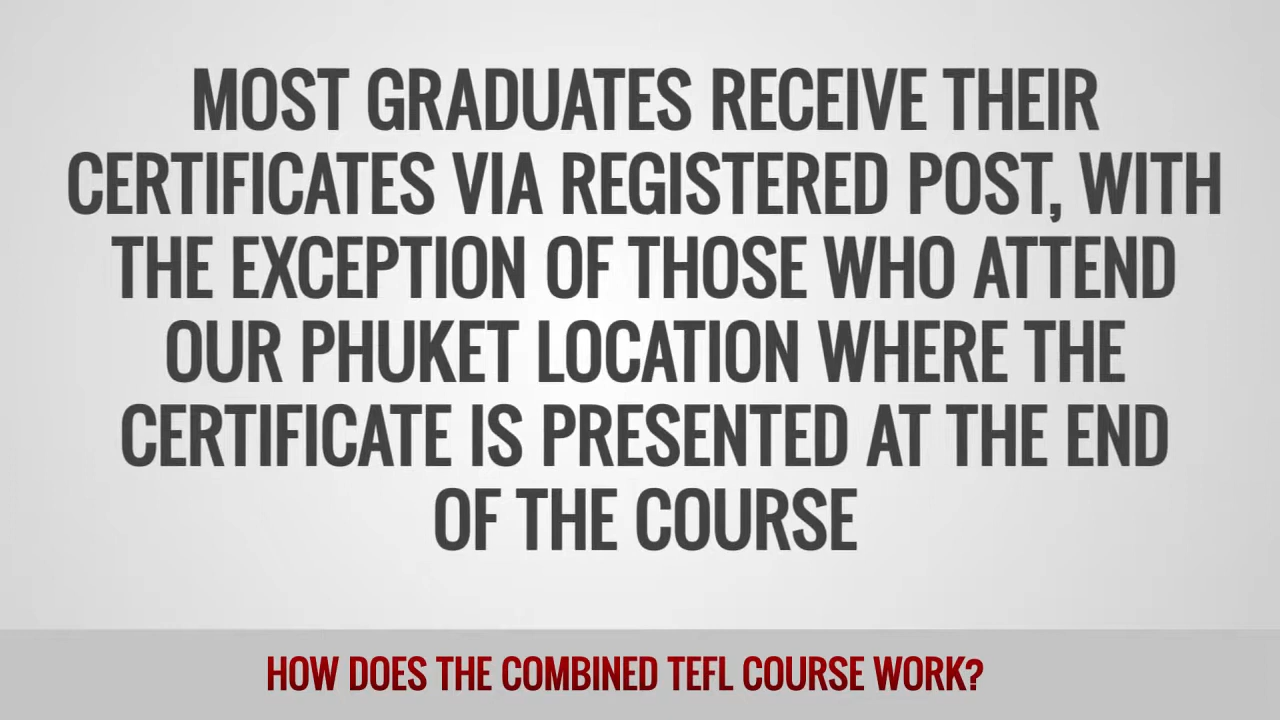 MOST GRADUATES RECEIVE THEIR
CERTIFICATES VIA REGISTERED POST, WITH
THE EXCEPTION OF THOSE WHO ATTEND
OUR PHUKET LOCATION WHERE THE
CERTIFICATE IS PRESENTED AT THE END
OF THE COURSE
HOW DOES THE COMBINED TEFL COURSE WORK?